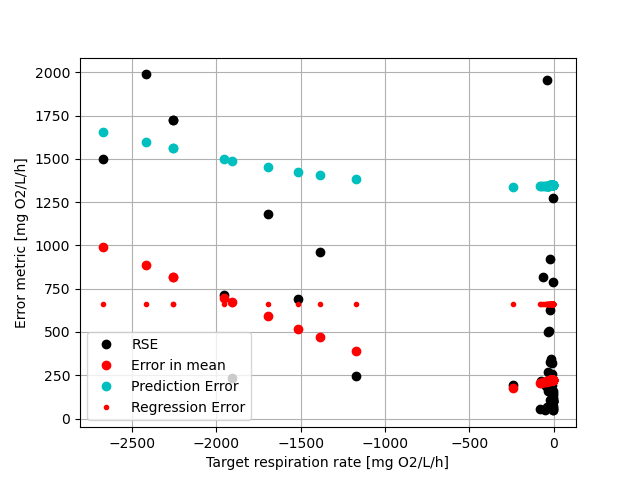 2000
1750
1500
1250
1000
750
500
250
0
Error metric [mg O2/L/h]
RSE
Error in mean
Prediction Error
Regression Error
−2500 −2000 −1500 −1000 −500 0
Target respiration rate [mg O2/L/h]